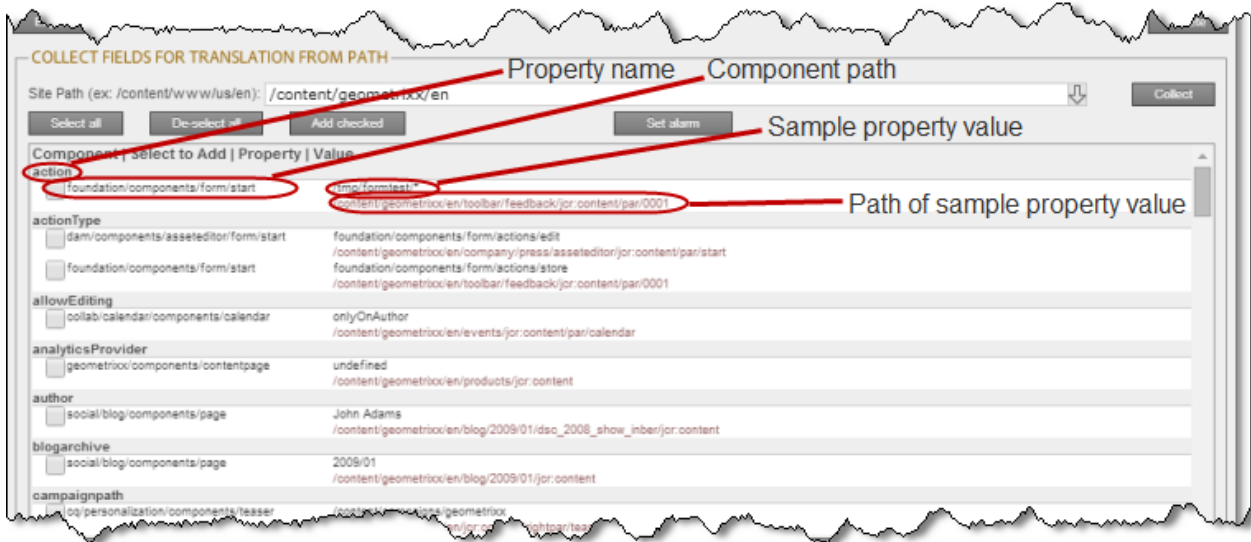 COLLECT FIELDS FOR TRANSLATION FROM PATH
Property name Component path
Site Path (ex: /content/www/us/en): /content/geometrixx/en Collect
Select all De-select all Add checked Set alarm
Sample property value
Component | Select to Add | Property | Value
action
foundation/components/form/start /tmp/formtest/*
/content/geometrixx/en/toolbar/feedback/jcr:content/par/0001
Path of sample property value
actionType
dam/components/asseteditor/form/start foundation/components/form/actions/edit
/content/geometrixx/en/company/press/asseteditor/jcr:content/par/start
foundation/components/form/start foundation/components/form/actions/store
/content/geometrixx/en/toolbar/feedback/jcr:content/par/0001
allowEditing
collab/calendar/components/calendar onlyOnAuthor
/content/geometrixx/en/events/jcr:content/par/calendar
analyticsProvider
geometrixx/components/contentpage undefined
/content/geometrixx/en/products/jcr:content
author
social/blog/components/page John Adams
/content/geometrixx/en/blog/2009/01/dsc_2008_show_inber/jcr:content
blogarchive
social/blog/components/page 2009/01
/content/geometrixx/en/blog/2009/01/jcr:content
campaignpath
cq/personalization/components/teaser